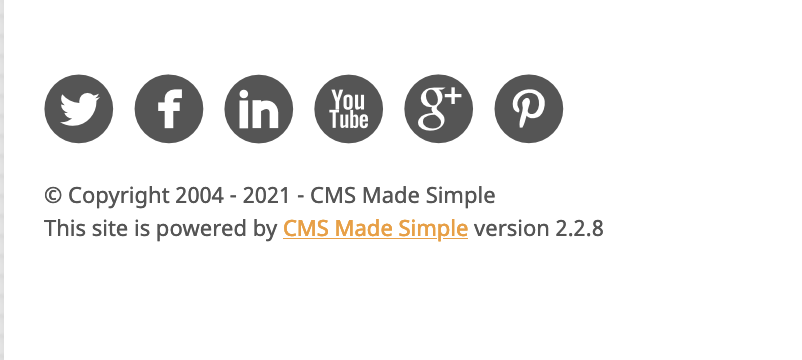 You
Tube
© Copyright 2004 - 2021 - CMS Made Simple
This site is powered by CMS Made Simple version 2.2.8